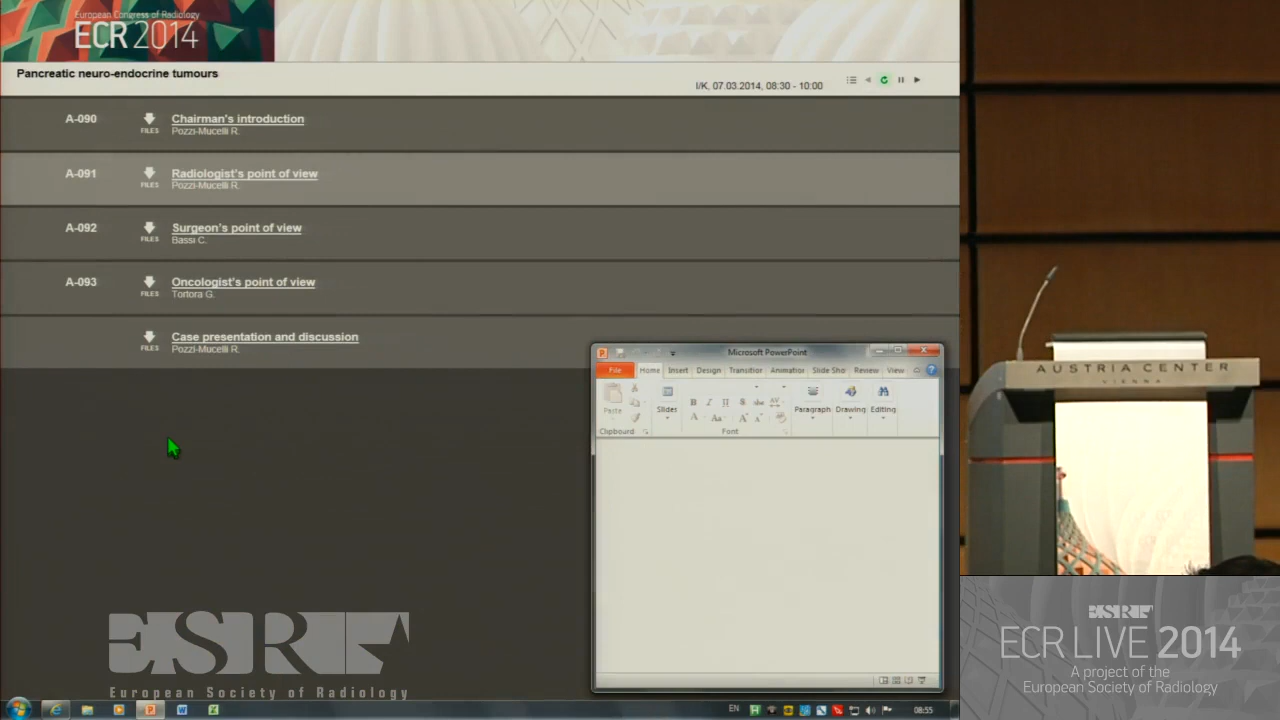 European Congress of Radiology
ECR 2014
Pancreatic neuro-endocrine tumours
I/K, 07.03.2014, 08:30 - 10:00
A-090
FILES
Chairman's introduction
Pozzi-Mucelli R.
A-091
FILES
Radiologist's point of view
Pozzi-Mucelli R.
A-092
FILES
Surgeon's point of view
Bassi C.
A-093
FILES
Oncologist's point of view
Tortora G.
FILES
Case presentation and discussion
Pozzi-Mucelli R.
Microsoft PowerPoint
File Home Insert Design Transition Animation Slide Sho Review View
Paste Slides Paragraph Drawing Editing
Clipboard Font
ESR
European Society of Radiology
EN
08:55
AUSTRIA CENTER
VIENNA
ESR
ECR LIVE 2014
A project of the
European Society of Radiology